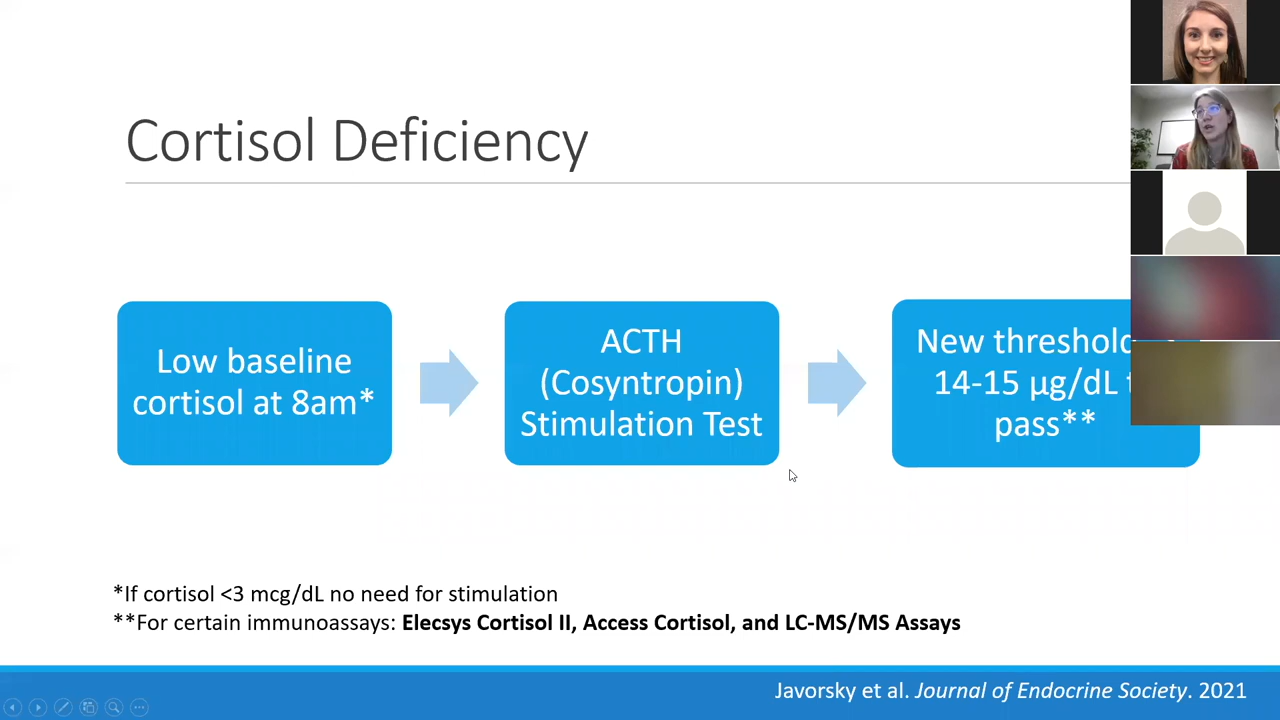 Cortisol Deficiency
Low baseline
cortisol at 8am*
ACTH
(Cosyntropin)
Stimulation Test
New threshold
14-15 µg/dL
pass**
*If cortisol <3 mcg/dL no need for stimulation
**For certain immunoassays: Elecsys Cortisol II, Access Cortisol, and LC-MS/MS Assays
Javorsky et al. Journal of Endocrine Society. 2021